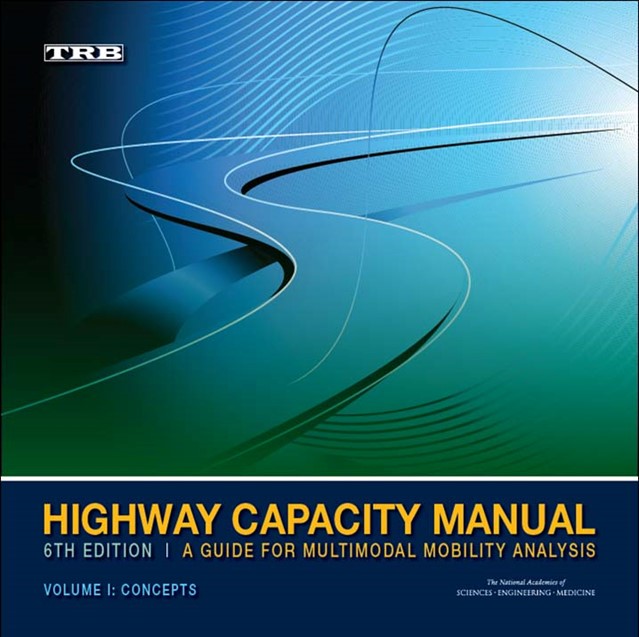 TRB
HIGHWAY CAPACITY MANUAL
6TH EDITION | A GUIDE FOR MULTIMODAL MOBILITY ANALYSIS
VOLUME I: CONCEPTS
The National Academies of
SCIENCES · ENGINEERING · MEDICINE